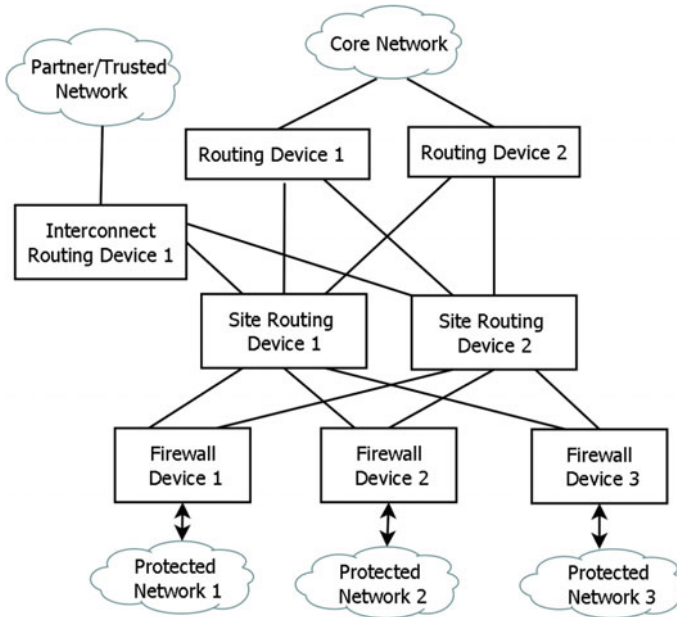 Core Network
Partner/Trusted
Network
Routing Device 1
Routing Device 2
Interconnect
Routing Device 1
Site Routing
Device 1
Site Routing
Device 2
Firewall
Device 1
Firewall
Device 2
Firewall
Device 3
Protected
Network 1
Protected
Network 2
Protected
Network 3